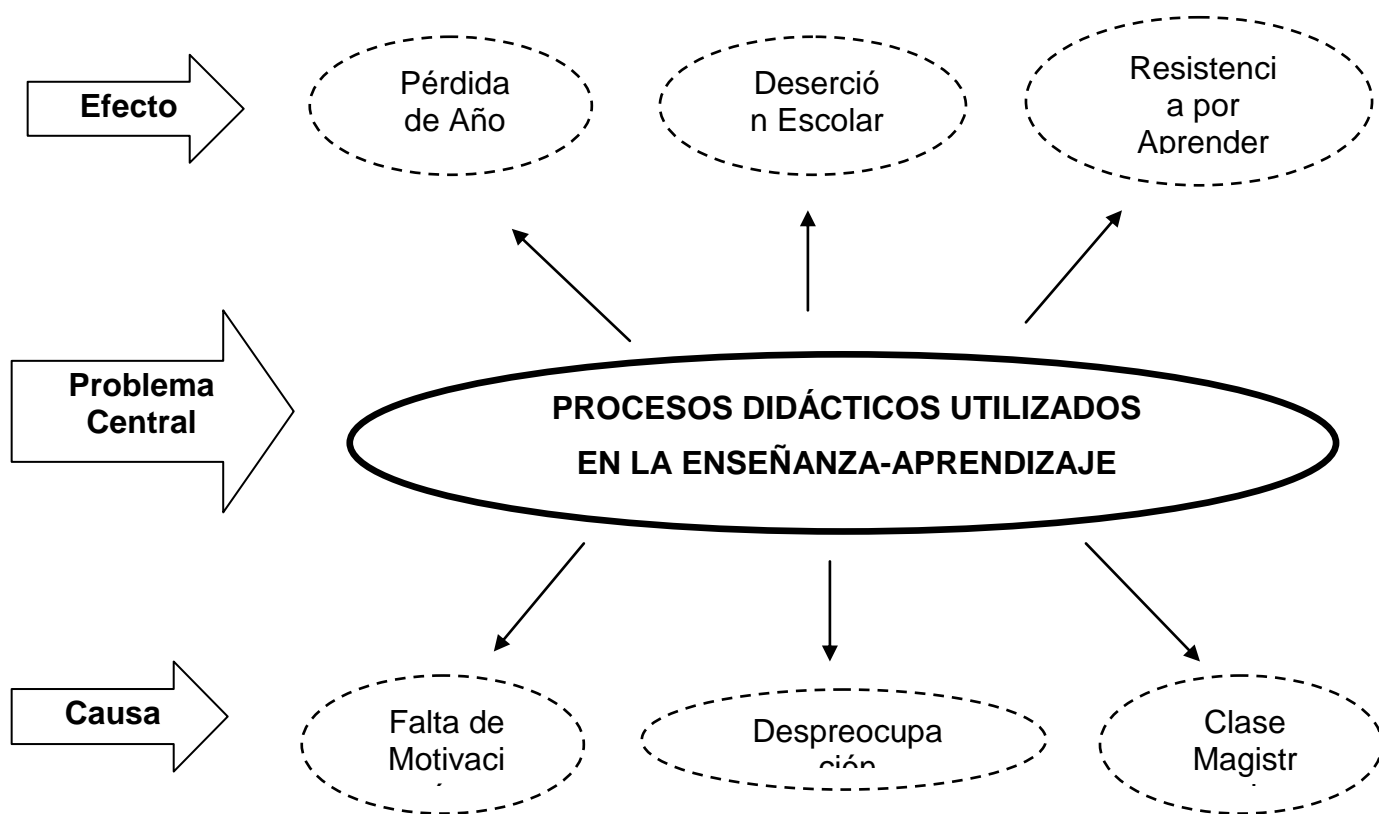 Efecto
Pérdida
de Año
Deserció
n Escolar
Resistenci
a por
Aprender
Problema
Central
PROCESOS DIDÁCTICOS UTILIZADOS
EN LA ENSEÑANZA-APRENDIZAJE
Causa
Falta de
Motivaci
Despreocupa
ción
Clase
Magistr